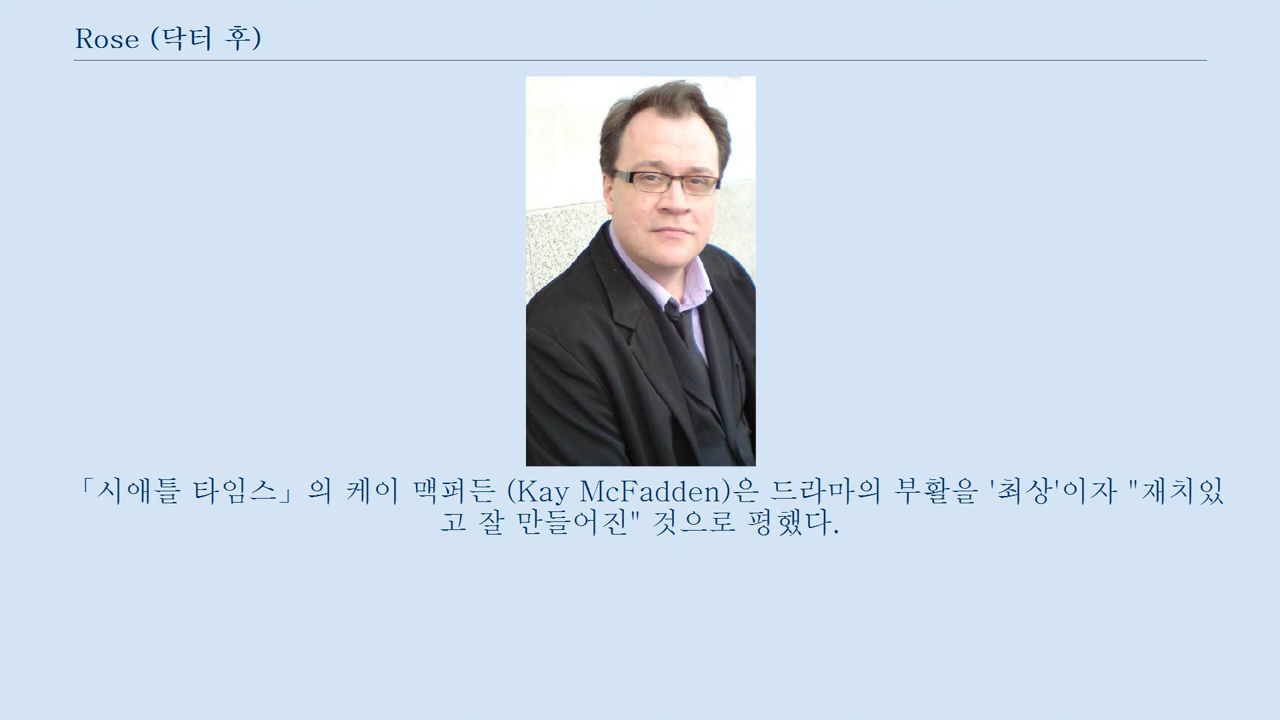 Rose (닥터 후)
「시애틀 타임스」의 케이 맥퍼든 (Kay McFadden)은 드라마의 부활을 '최상'이자 "재치있
고 잘 만들어진" 것으로 평했다.